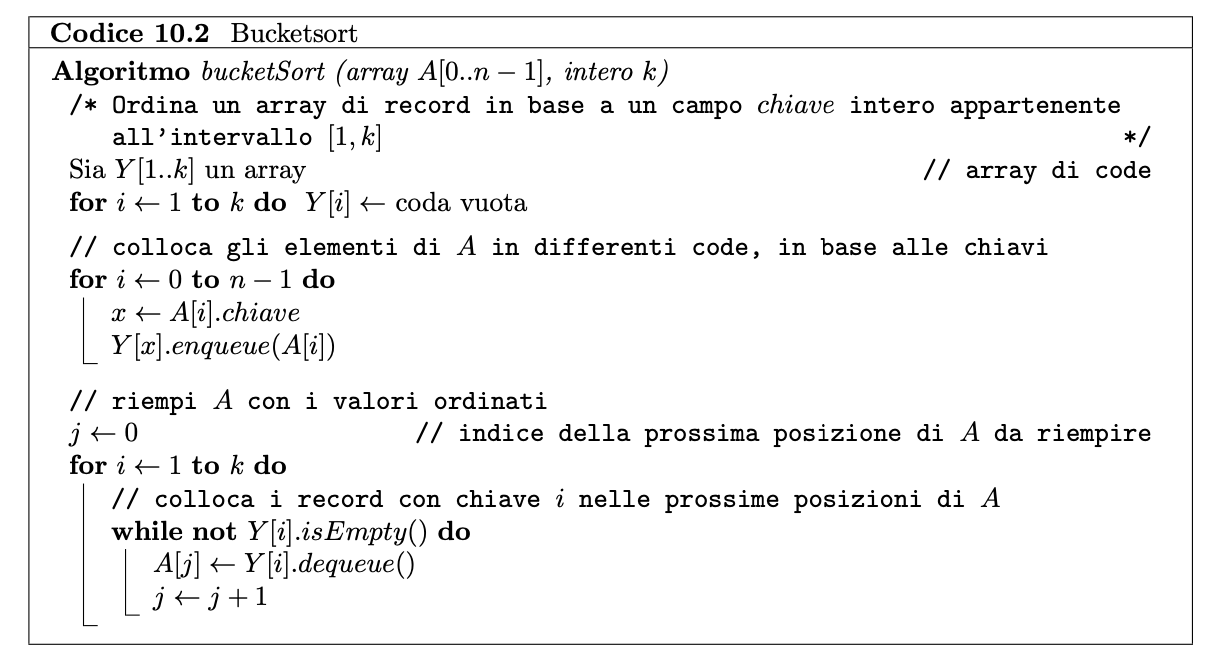 Codice 10.2 Bucketsort
Algoritmo bucketSort (array A[0..n − 1], intero k)
/* Ordina un array di record in base a un campo chiave intero appartenente
all'intervallo [1, k] */
Sia Y[1..k] un array // array di code
for i ← 1 to k do Y[i] ← coda vuota
// colloca gli elementi di A in differenti code, in base alle chiavi
for i ← 0 to n − 1 do
x ← A[i].chiave
Y[x].enqueue(A[i])
// riempi A con i valori ordinati
j ← 0 // indice della prossima posizione di A da riempire
for i ← 1 to k do
// colloca i record con chiave i nelle prossime posizioni di A
while not Y[i].isEmpty() do
A[j] ← Y[i].dequeue()
j ← j + 1